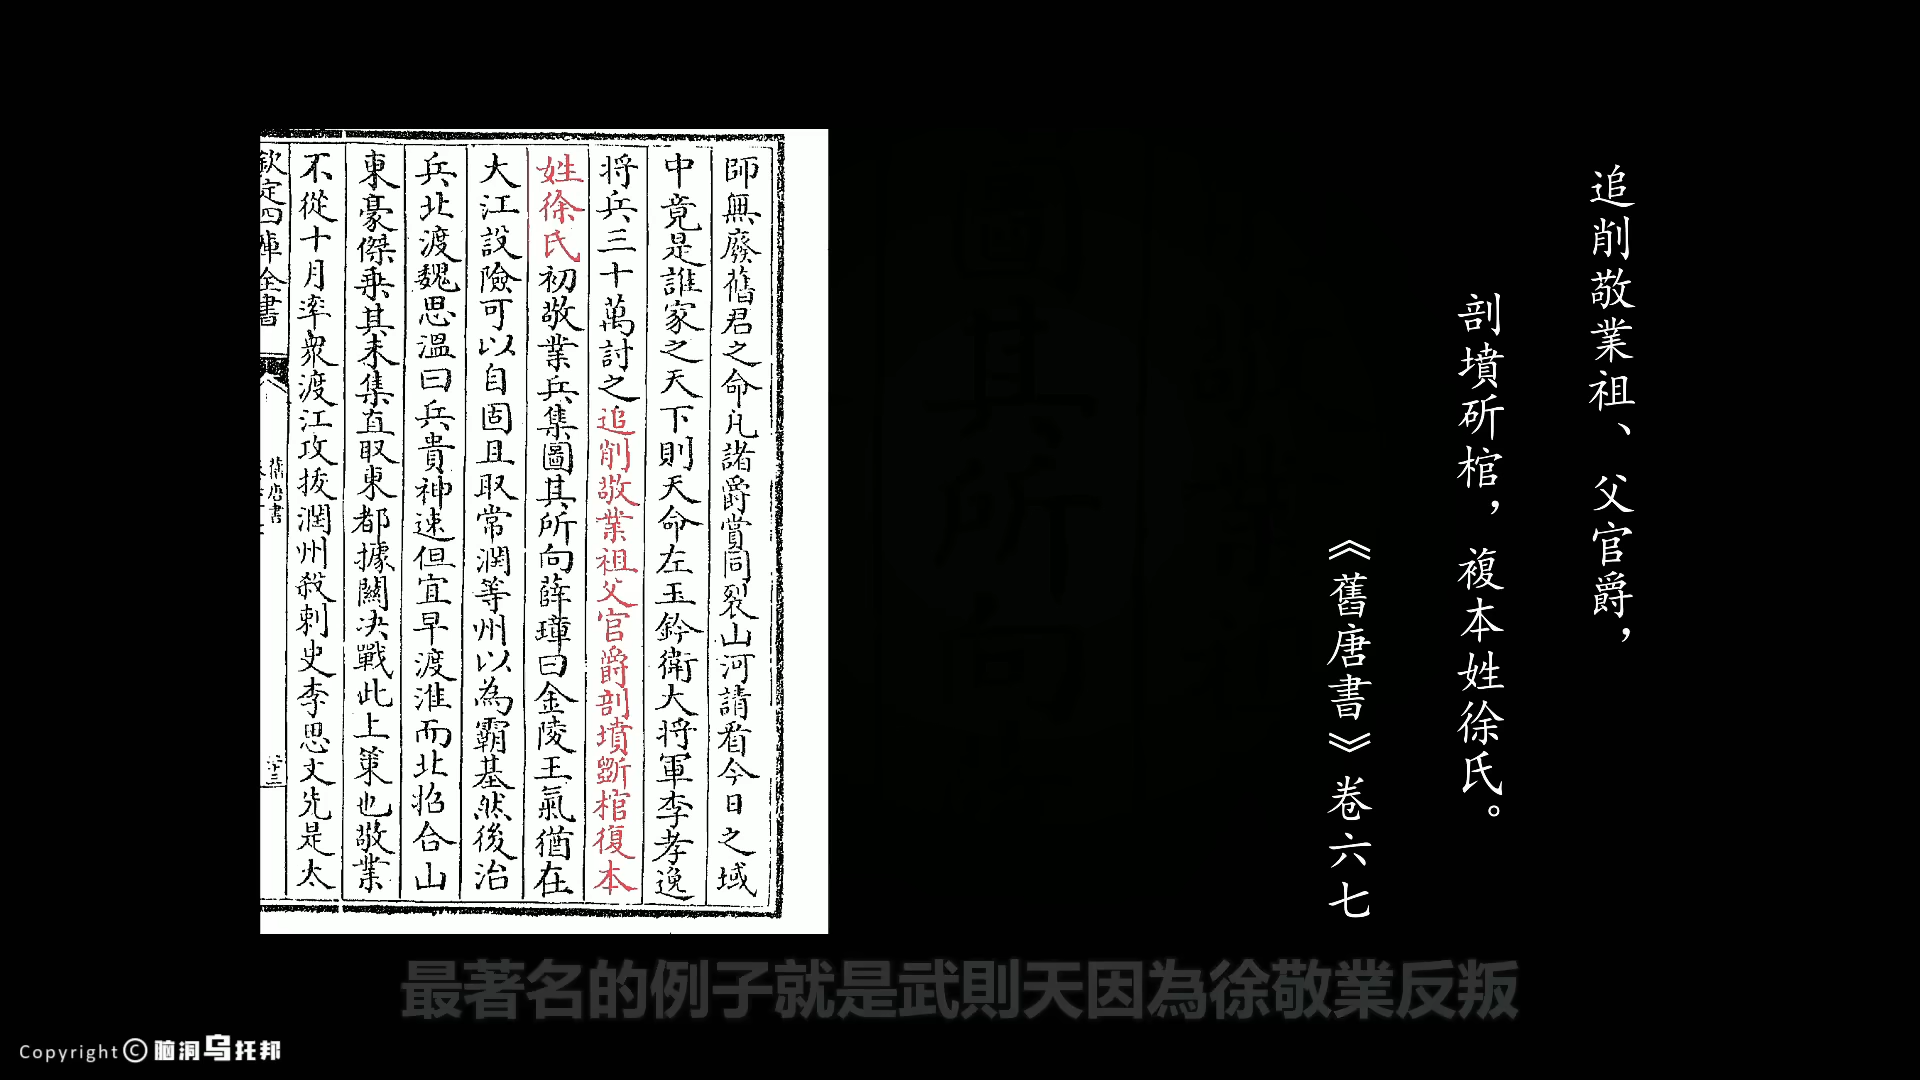 師無廢舊君之命凡諸爵賞同裂山河請看今日之域
中竟是誰家之天下則天命左玉鈐衛大将軍李孝逸
将兵三十萬討之追削敬業祖父官爵剖墳斵棺復本
姓徐氏初敬業兵集圖其所向薛璋曰金陵王氣猶在
大江設險可以自固且取常潤等州以為霸基然後治
兵北渡魏思溫曰兵貴神速但宜早渡淮而北招合山
東豪傑乗其未集直取東都據關决戰此上策也敬業
不從十月率衆渡江攻拔潤州殺刺史李思文先是太
欽定四庫全書
舊唐書
追削敬業祖、父官爵，
剖墳斫棺，複本姓徐氏。
《舊唐書》卷六七
最著名的例子就是武則天因為徐敬業反叛
Copyright © 脑洞乌托邦